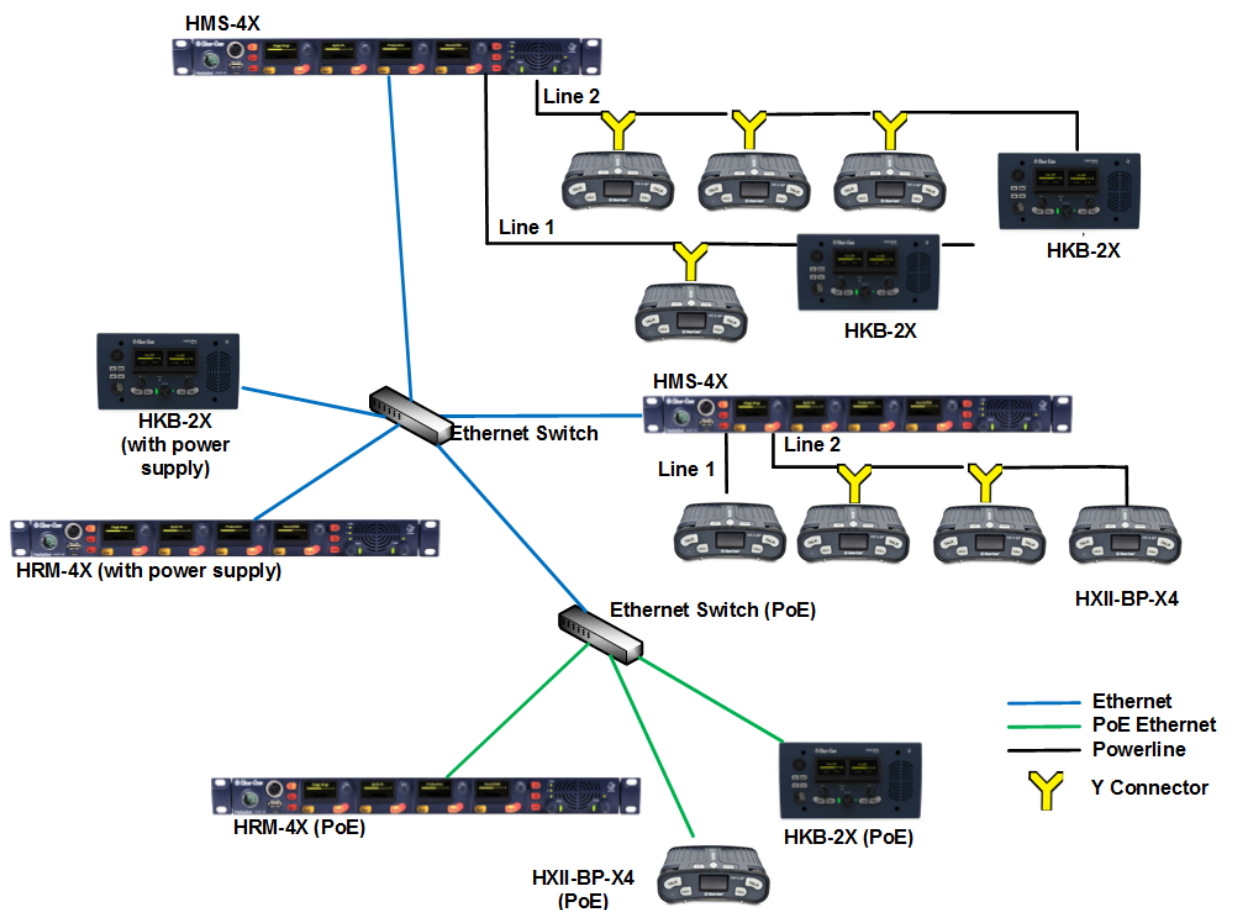 HMS-4X
Line 2
Line 1
HKB-2X
HKB-2X
HMS-4X
HKB-2X
(with power
supply)
Ethernet Switch
Line 2
Line 1
HRM-4X (with power supply)
HXII-BP-X4
Ethernet Switch (PoE)
Ethernet
PoE Ethernet
Powerline
Y Connector
HRM-4X (PoE)
HKB-2X (PoE)
HXII-BP-X4
(PoE)